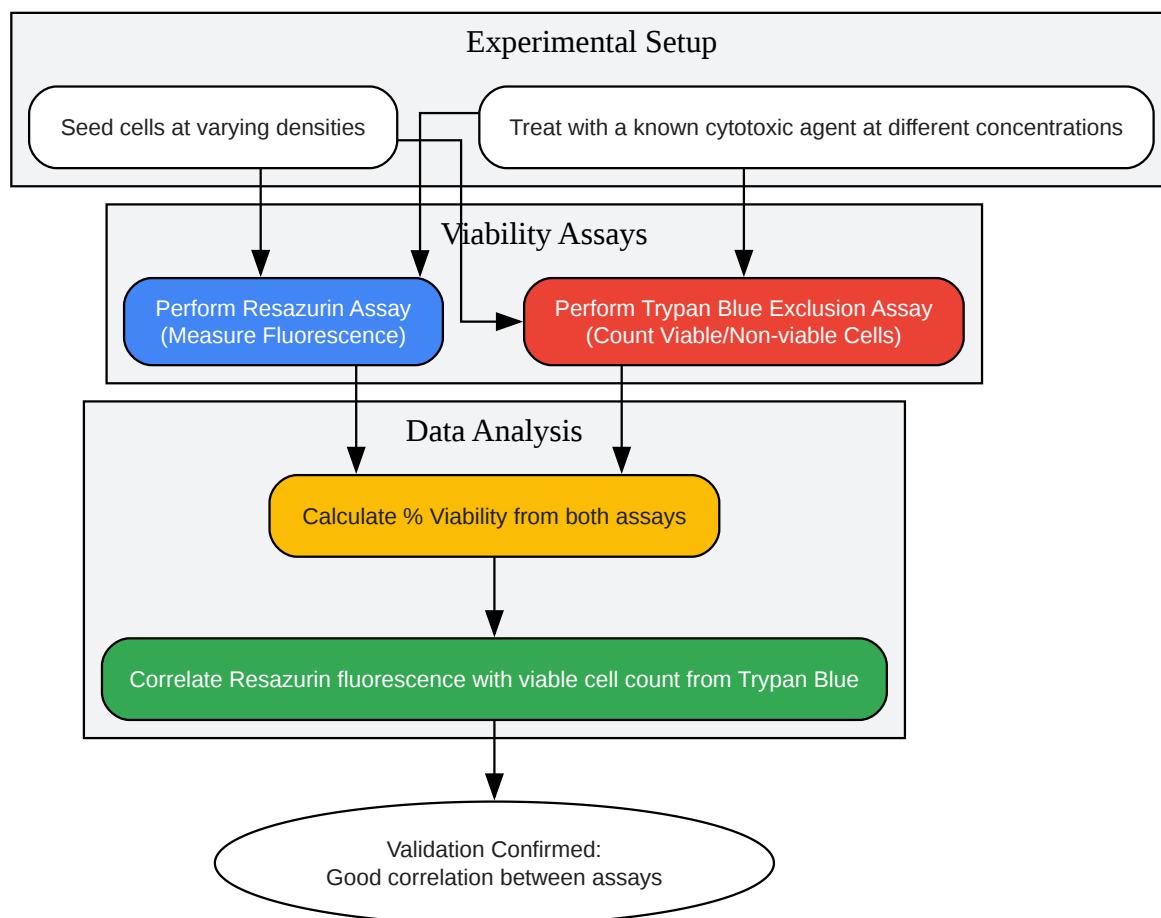 Experimental Setup
Seed cells at varying densities
Treat with a known cytotoxic agent at different concentrations
Viability Assays
Perform Resazurin Assay
(Measure Fluorescence)
Perform Trypan Blue Exclusion Assay
(Count Viable/Non-viable Cells)
Data Analysis
Calculate % Viability from both assays
Correlate Resazurin fluorescence with viable cell count from Trypan Blue
Validation Confirmed:
Good correlation between assays